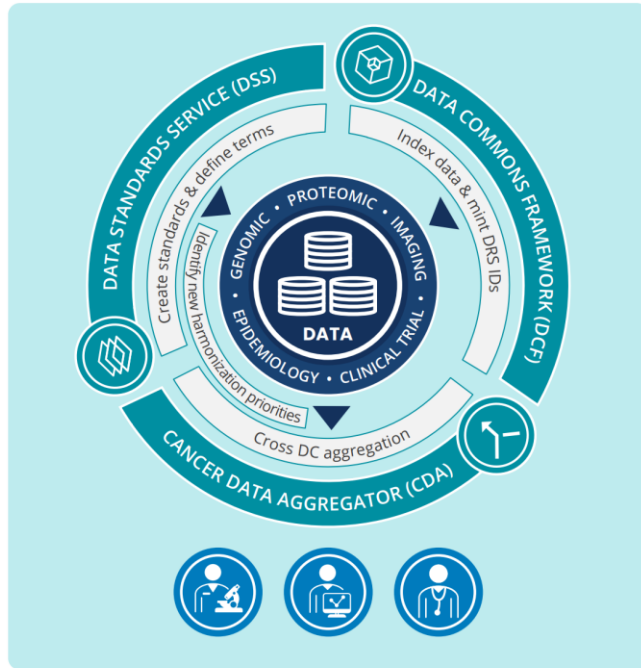 DATA STANDARDS SERVICE (DSS)
DATA COMMONS FRAMEWORK (DCF)
Create standards & define terms
Index data & mint DRS IDs
Identify new harmonization priorities
GENOMIC • PROTEOMIC • IMAGING •
EPIDEMIOLOGY • CLINICAL TRIAL •
DATA
Cross DC aggregation
CANCER DATA AGGREGATOR (CDA)